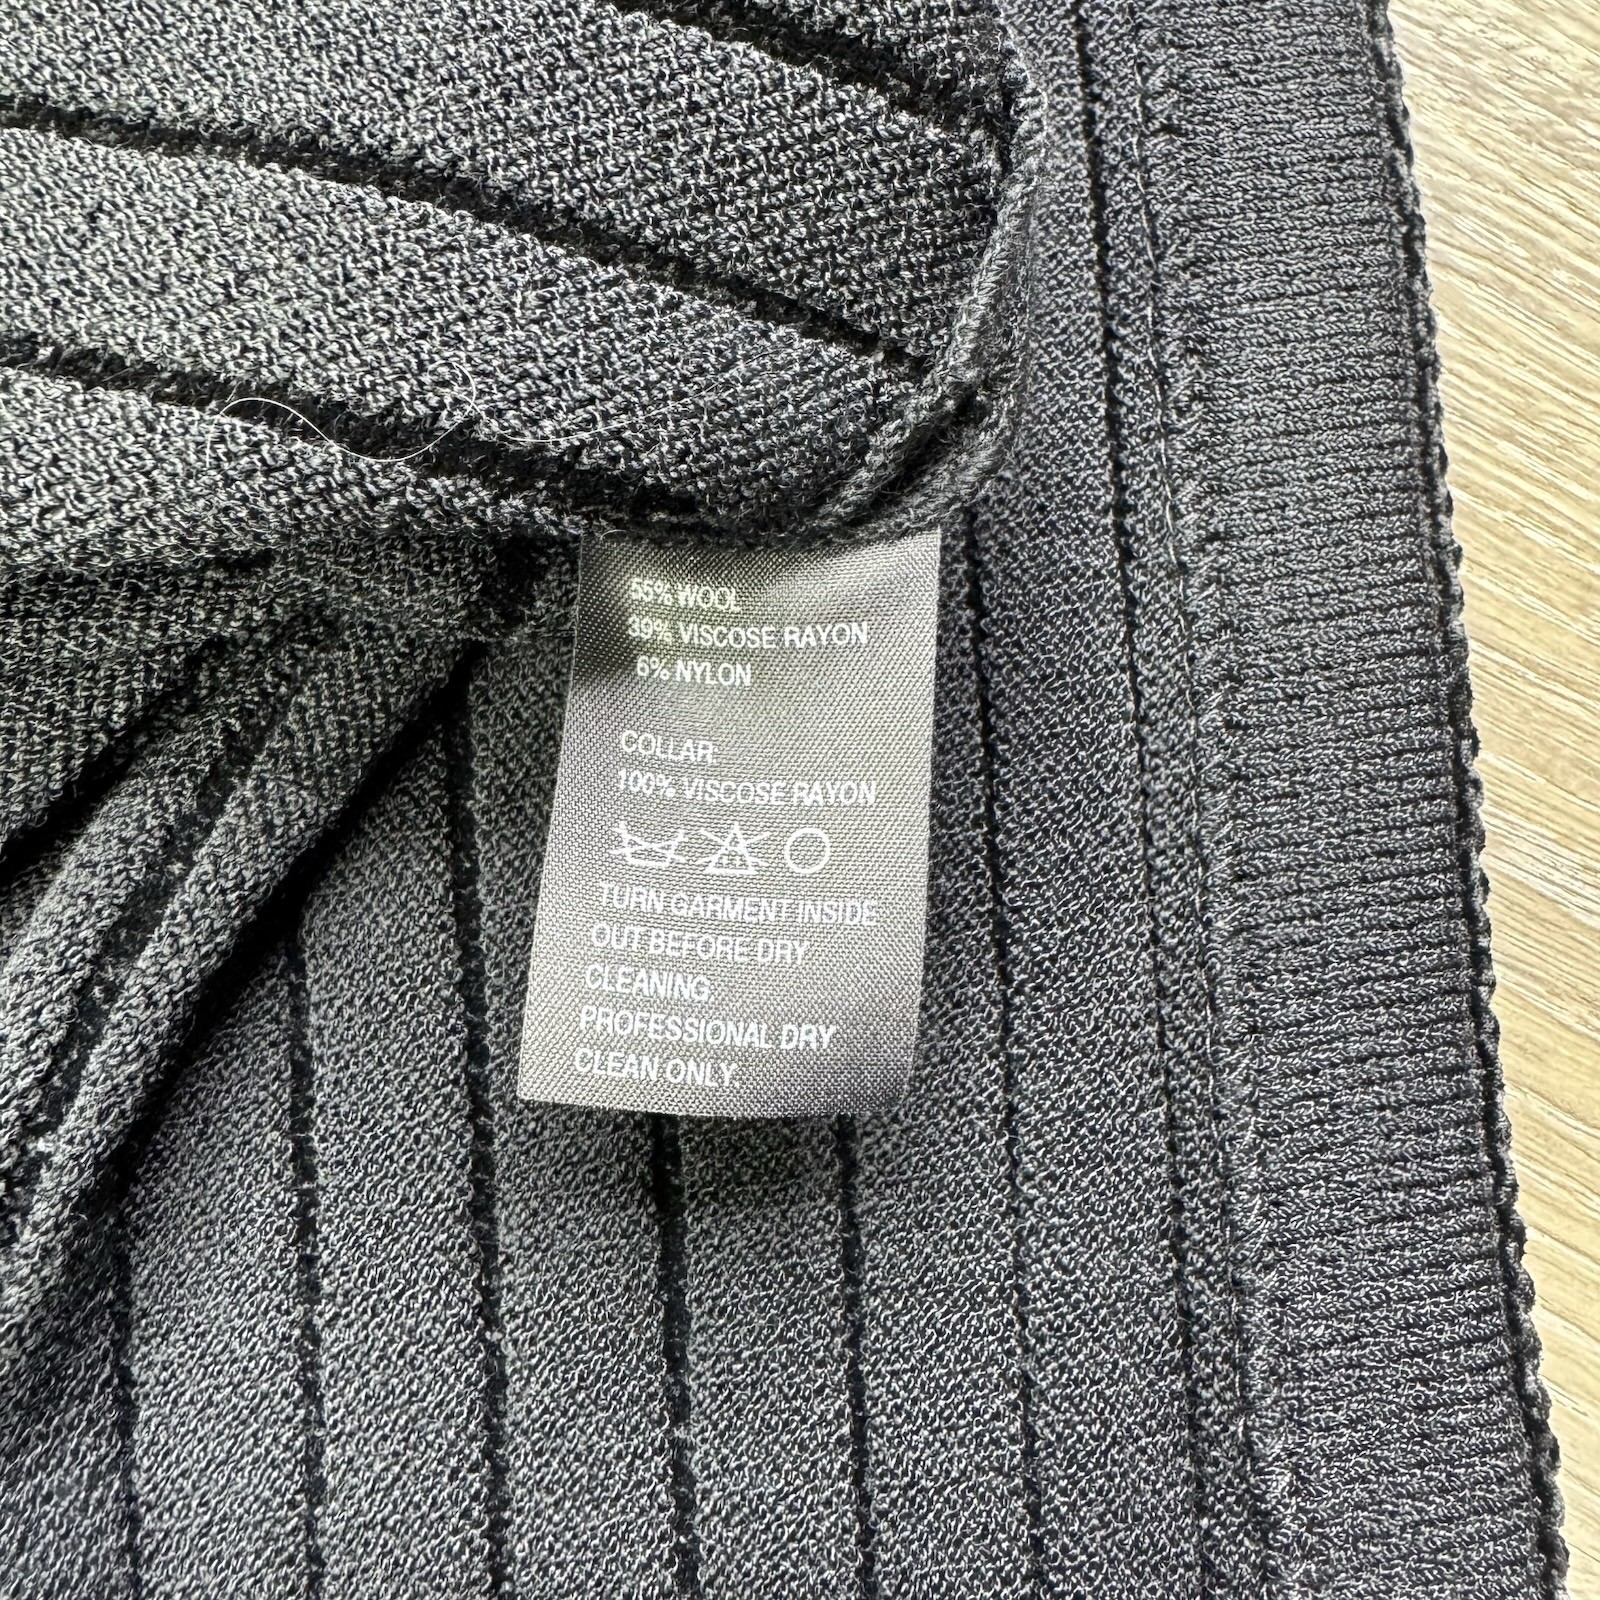 55% WOOL
39% VISCOSE RAYON
6% NYLON
COLLAR:
100% VISCOSE RAYON
TURN GARMENT INSIDE
OUT BEFORE DRY
CLEANING.
PROFESSIONAL DRY
CLEAN ONLY.